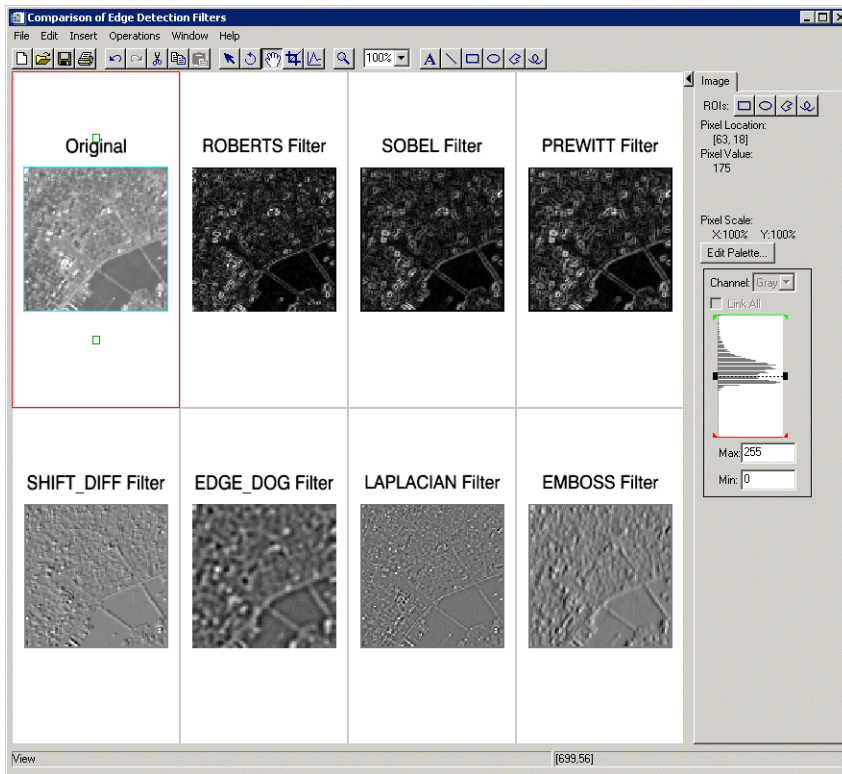 Comparison of Edge Detection Filters
File Edit Insert Operations Window Help
100%
A
Original
ROBERTS Filter
SOBEL Filter
PREWITT Filter
SHIFT_DIFF Filter
EDGE_DOG Filter
LAPLACIAN Filter
EMBOSS Filter
Image
ROIs:
Pixel Location:
[63, 18]
Pixel Value:
175
Pixel Scale:
X:100% Y:100%
Edit Palette...
Channel: Gray
Link All
Max: 255
Min: 0
View
[699,56]